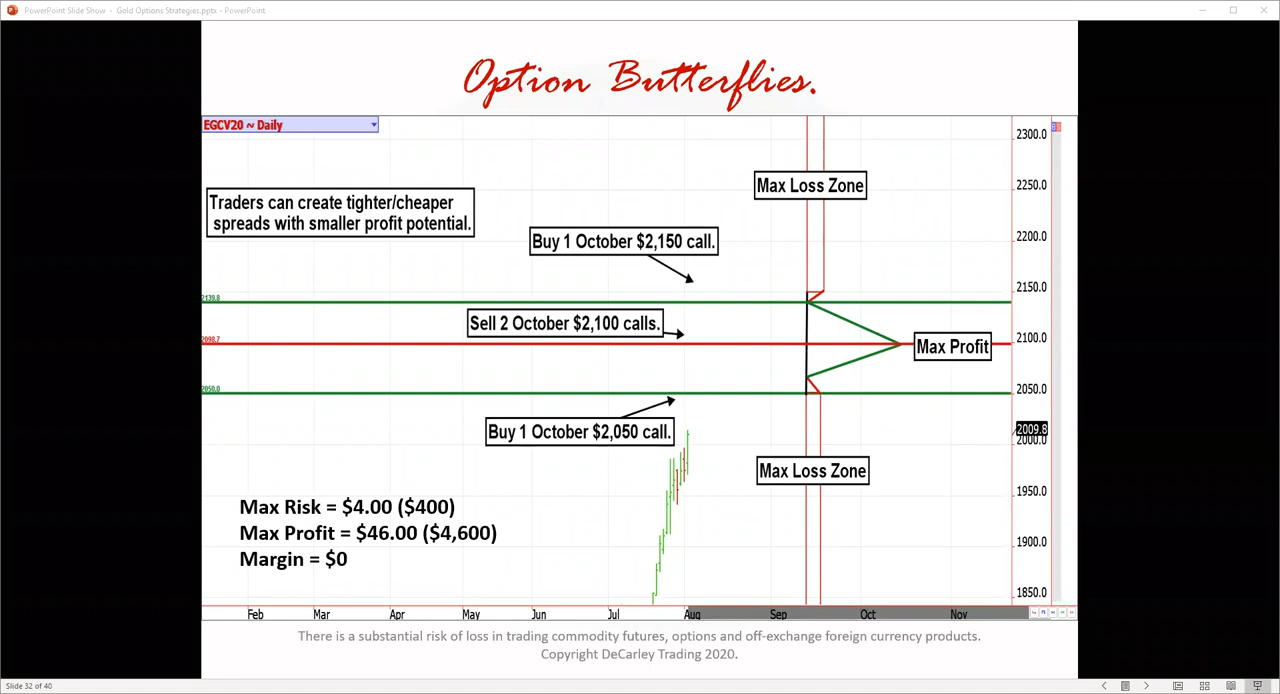 PowerPoint Slide Show - Gold Options Strategies.pptx - PowerPoint
Option Butterflies.
EGCV20 ~ Daily
2300.0
Max Loss Zone
2250.0
Traders can create tighter/cheaper
spreads with smaller profit potential.
Buy 1 October $2,150 call.
2200.0
2150.0
2139.8
Sell 2 October $2,100 calls.
2098.7
2100.0
Max Profit
2050.0
2050.0
Buy 1 October $2,050 call.
2009.8
2000.0
Max Loss Zone
1950.0
Max Risk = $4.00 ($400)
Max Profit = $46.00 ($4,600)
1900.0
Margin = $0
1850.0
Feb Mar Apr May Jun Jul Aug Sep Oct Nov
There is a substantial risk of loss in trading commodity futures, options and off-exchange foreign currency products.
Copyright DeCarley Trading 2020.
Slide 32 of 40